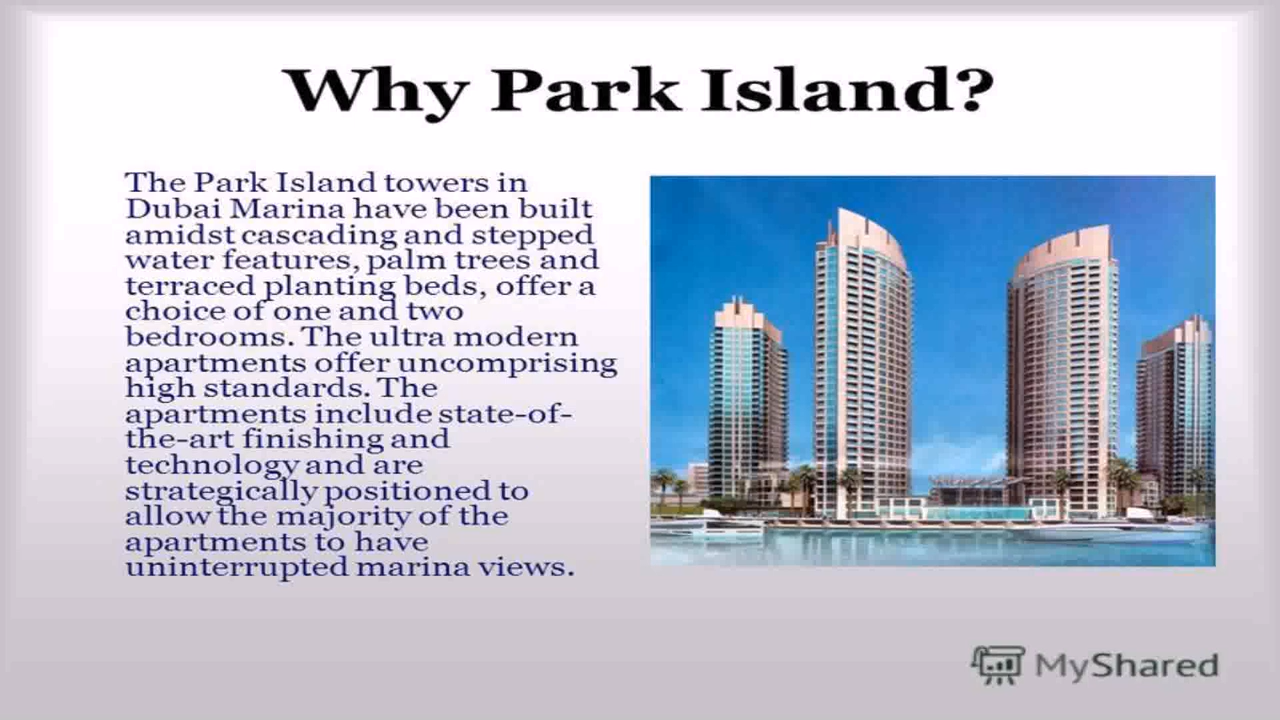 Why Park Island?
The Park Island towers in
Dubai Marina have been built
amidst cascading and stepped
water features, palm trees and
terraced planting beds, offer a
choice of one and two
bedrooms. The ultra modern
apartments offer uncomprising
high standards. The
apartments include state-of-
the-art finishing and
technology and are
strategically positioned to
allow the majority of the
apartments to have
uninterrupted marina views.
MyShared